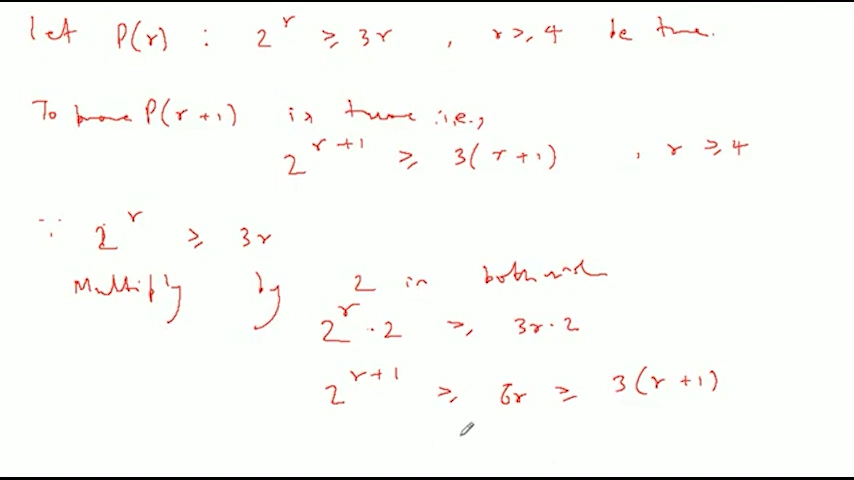 let P(r) : 2^r ≥ 3r , r ≥ 4 be true.
To prove P(r+1) is true i.e.,
2^(r+1) ≥ 3(r+1) , r ≥ 4
∵ 2^r ≥ 3r
Multiply by 2 in both
2^r · 2 ≥ 3r · 2
2^(r+1) ≥ 6r ≥ 3(r+1)